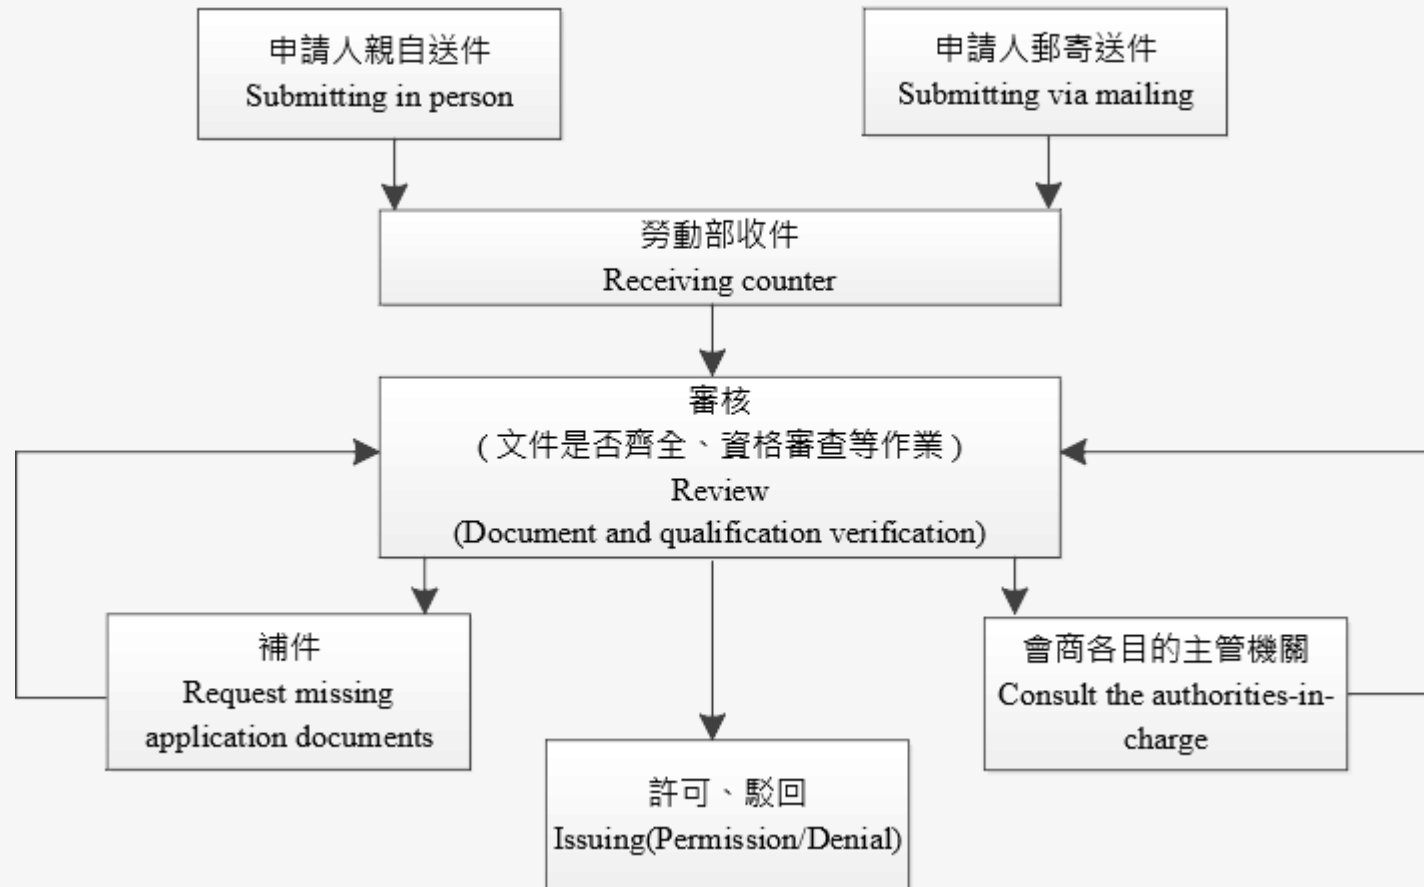 申請人親自送件
Submitting in person
申請人郵寄送件
Submitting via mailing
勞動部收件
Receiving counter
審核
(文件是否齊全、資格審查等作業)
Review
(Document and qualification verification)
補件
Request missing
application documents
會商各目的主管機關
Consult the authorities-in-
charge
許可、駁回
Issuing(Permission/Denial)